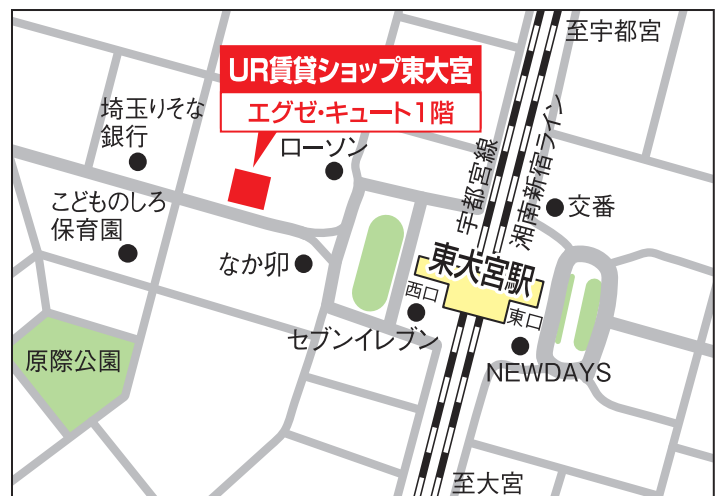 至宇都宮
UR賃貸ショップ東大宮
エグゼ・キュート1階
埼玉りそな
銀行
ローソン
宇都宮線
湘南新宿ライン
こどものしろ
保育園
交番
なか卯
東大宮駅
西口
東口
セブンイレブン
原際公園
NEWDAYS
至大宮